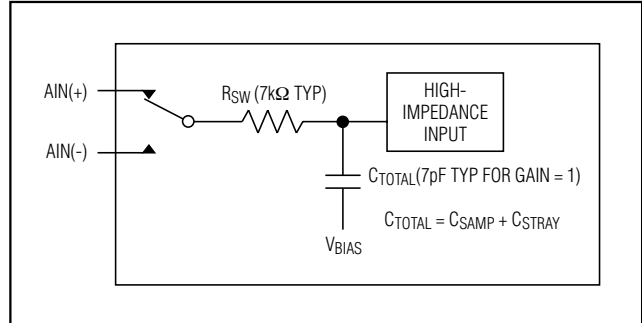 AIN(+)
AIN(-)
RSW (7kΩ TYP)
HIGH-
IMPEDANCE
INPUT
CTOTAL(7pF TYP FOR GAIN = 1)
CTOTAL = CSAMP + CSTRAY
VBIAS